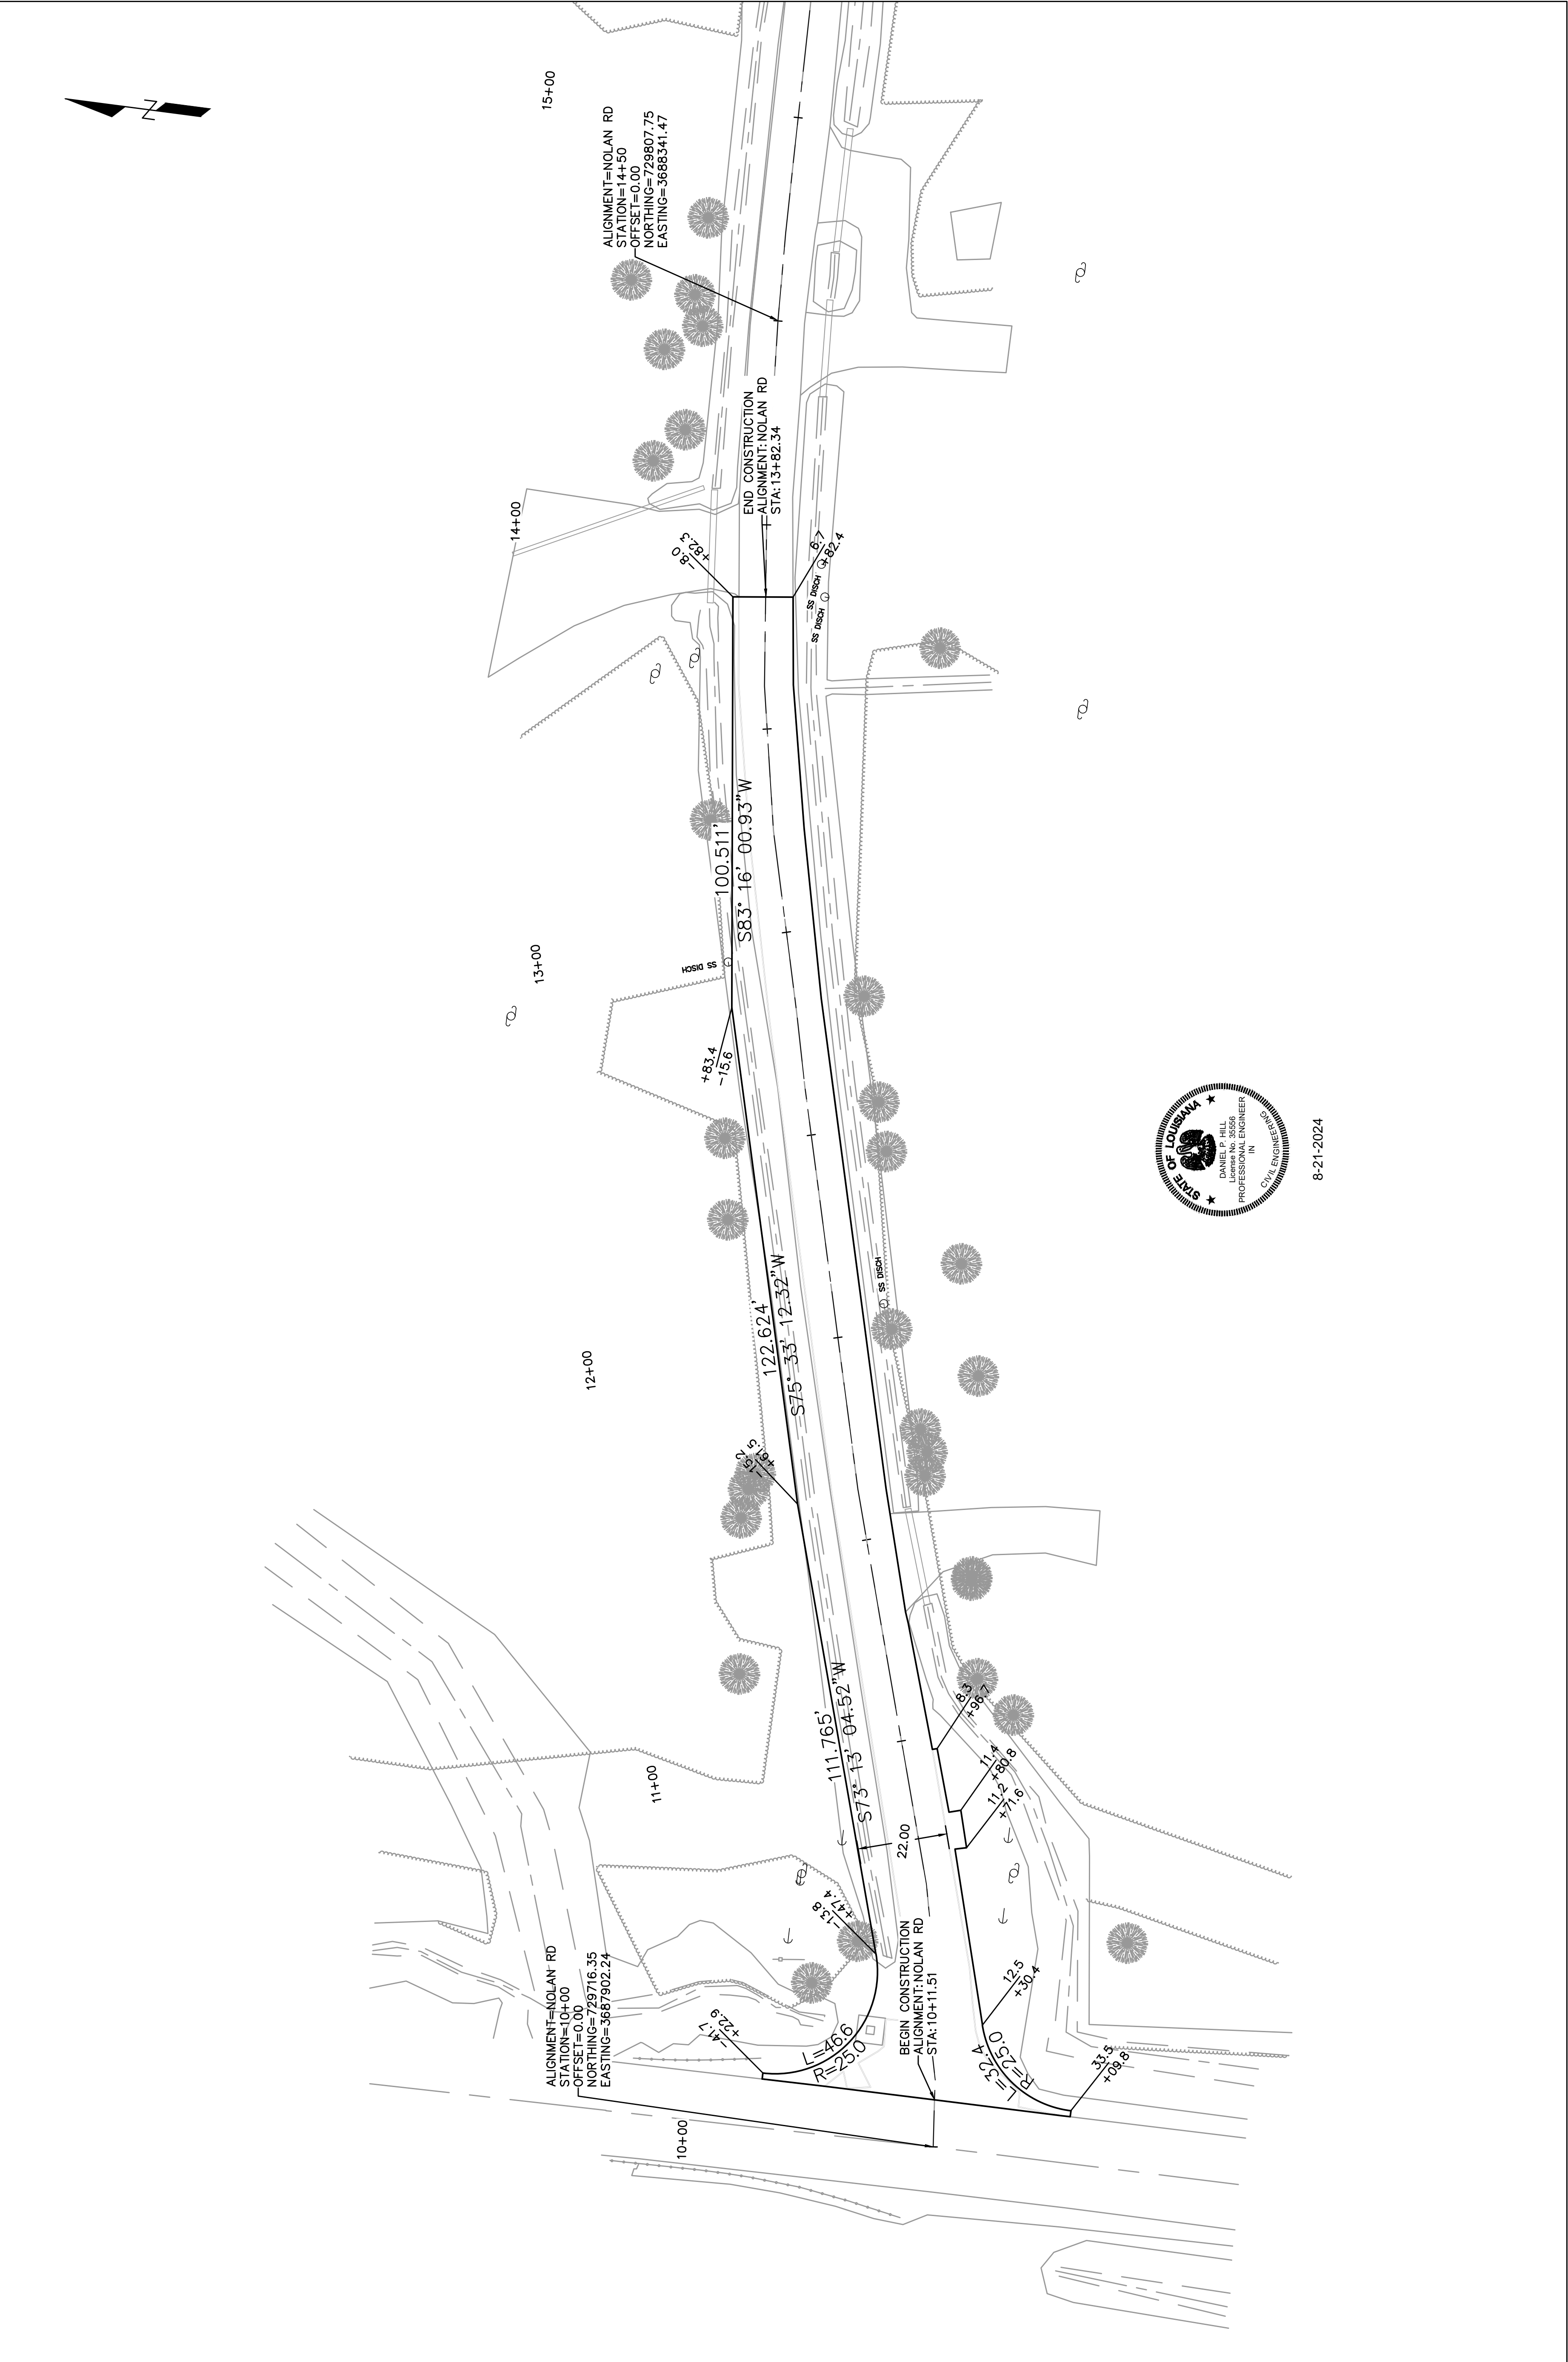 N
15+00
ALIGNMENT=NOLAN RD
STATION=14+50
OFFSET=0.00
NORTHING=729807.75
EASTING=3688341.47
END CONSTRUCTION
ALIGNMENT: NOLAN RD
STA:13+82.34
14+00
-8.0
+82.3
6.7
+82.4
SS DISCH
SS DISCH
100.511'
S83° 16' 00.93"W
13+00
SS DISCH
+83.4
-15.6
122.624'
S75° 33' 12.32"W
SS DISCH
12+00
-15.2
+61.5
111.765'
S73° 13' 04.52"W
8.3
+96.7
11.4
+80.8
11.2
+71.6
11+00
22.00
-13.8
+47.4
BEGIN CONSTRUCTION
ALIGNMENT: NOLAN RD
STA:10+11.51
12.5
+30.4
ALIGNMENT=NOLAN RD
STATION=10+00
OFFSET=0.00
NORTHING=729716.35
EASTING=3687902.24
-41.7
+22.9
L=46.6
R=25.0
L=32.4
R=25.0
33.5
+09.8
10+00
STATE OF LOUISIANA
DANIEL P. HILL
License No. 35556
PROFESSIONAL ENGINEER
IN
CIVIL ENGINEERING
8-21-2024